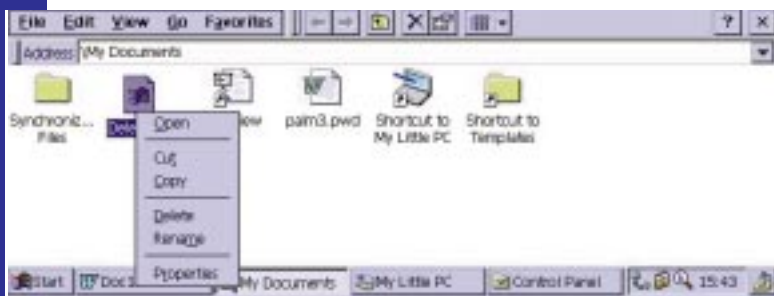 File Edit View Go Favorites ? ×
Address \My Documents
Synchroniz... Files
palm3.pwd
Shortcut to My Little PC
Shortcut to Templates
Open
Cut
Copy
Delete
Rename
Properties
Start My Documents My Little PC Control Panel 15:43